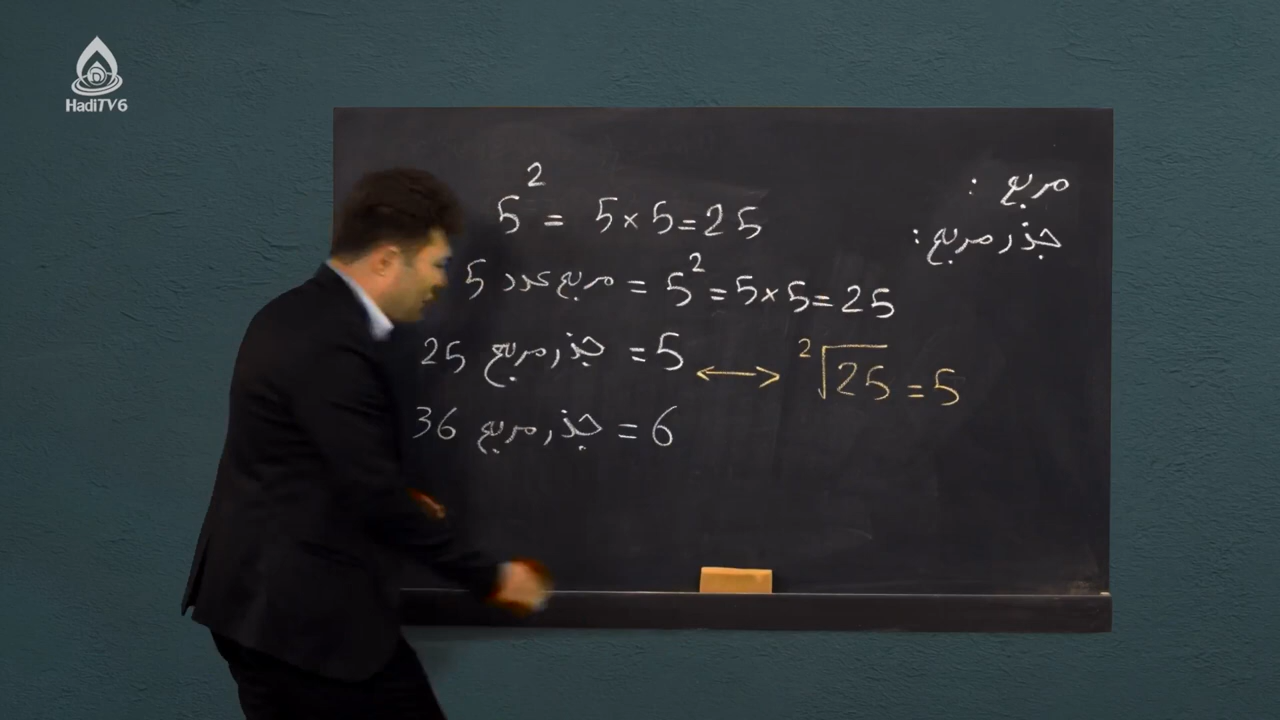 HadiTV6
مربع :
جذر مربع :
5² = 5×5=25
5 مربع عدد = 5² = 5×5=25
25 جذر مربع = 5 ↔ ²√25 = 5
36 جذر مربع = 6